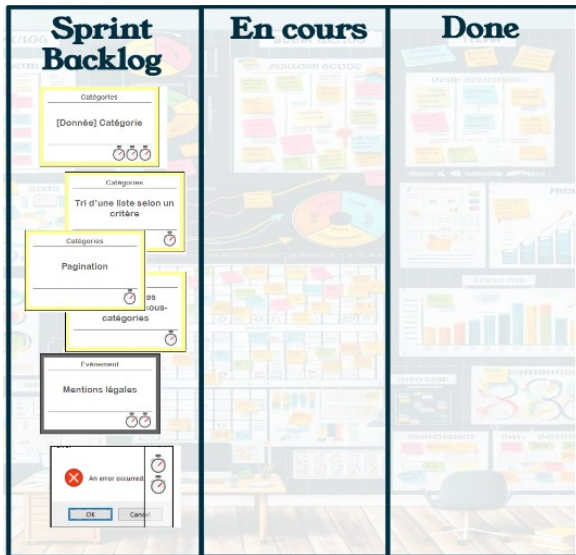 Sprint
Backlog
En cours
Done
Catégories
[Donnée] Catégorie
Catégories
Tri d'une liste selon un
critère
Catégories
Pagination
es
ous-
catégories
Événement
Mentions légales
An error occurred.
OK
Cancel